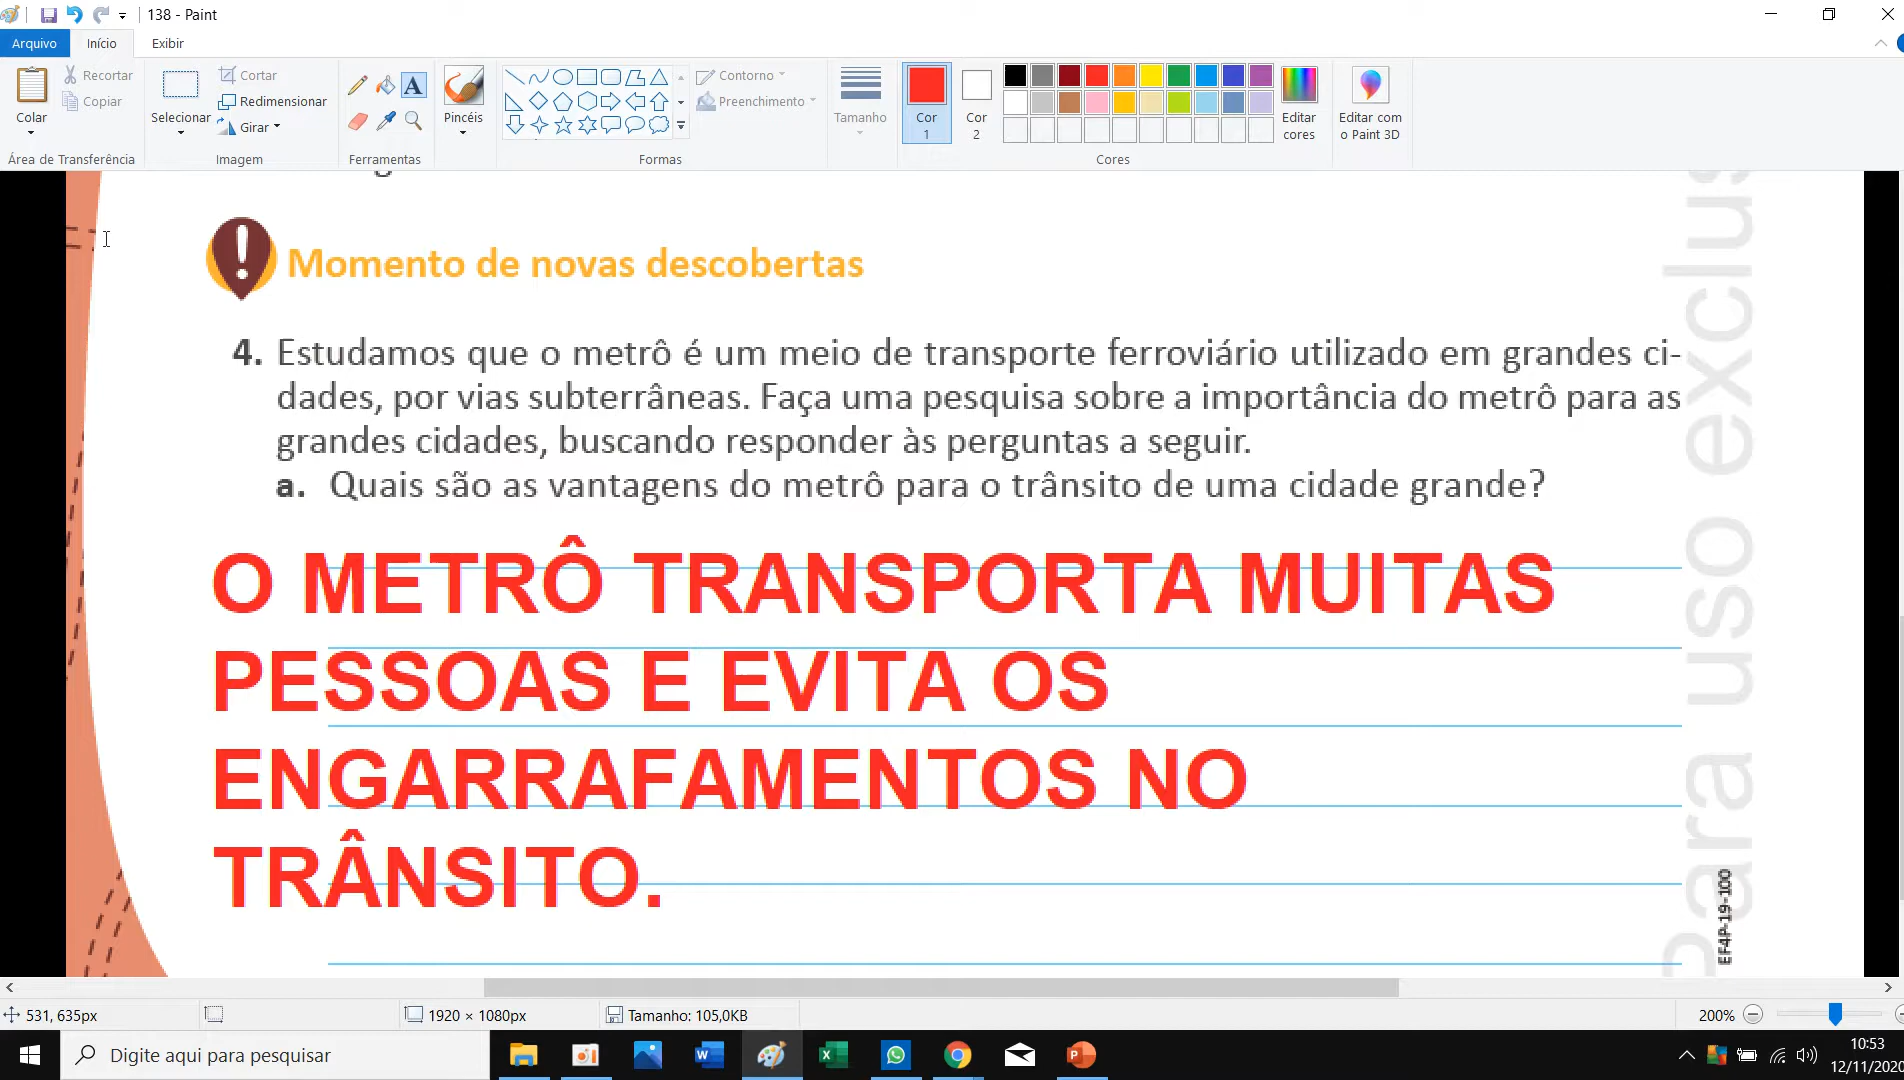 138 - Paint
Arquivo Início Exibir
Colar
Recortar
Copiar
Área de Transferência
Selecionar
Cortar
Redimensionar
Girar
Imagem
A
Ferramentas
Pincéis
Contorno
Preenchimento
Formas
Tamanho
Cor
1
Cor
2
Cores
Editar
cores
Editar com
o Paint 3D
Momento de novas descobertas
4. Estudamos que o metrô é um meio de transporte ferroviário utilizado em grandes ci-
dades, por vias subterrâneas. Faça uma pesquisa sobre a importância do metrô para as
grandes cidades, buscando responder às perguntas a seguir.
a. Quais são as vantagens do metrô para o trânsito de uma cidade grande?
O METRÔ TRANSPORTA MUITAS
PESSOAS E EVITA OS
ENGARRAFAMENTOS NO
TRÂNSITO.
Para uso exclus
EF4P-19-100
531, 635px
1920 × 1080px
Tamanho: 105,0KB
200%
Digite aqui para pesquisar
10:53
12/11/2020